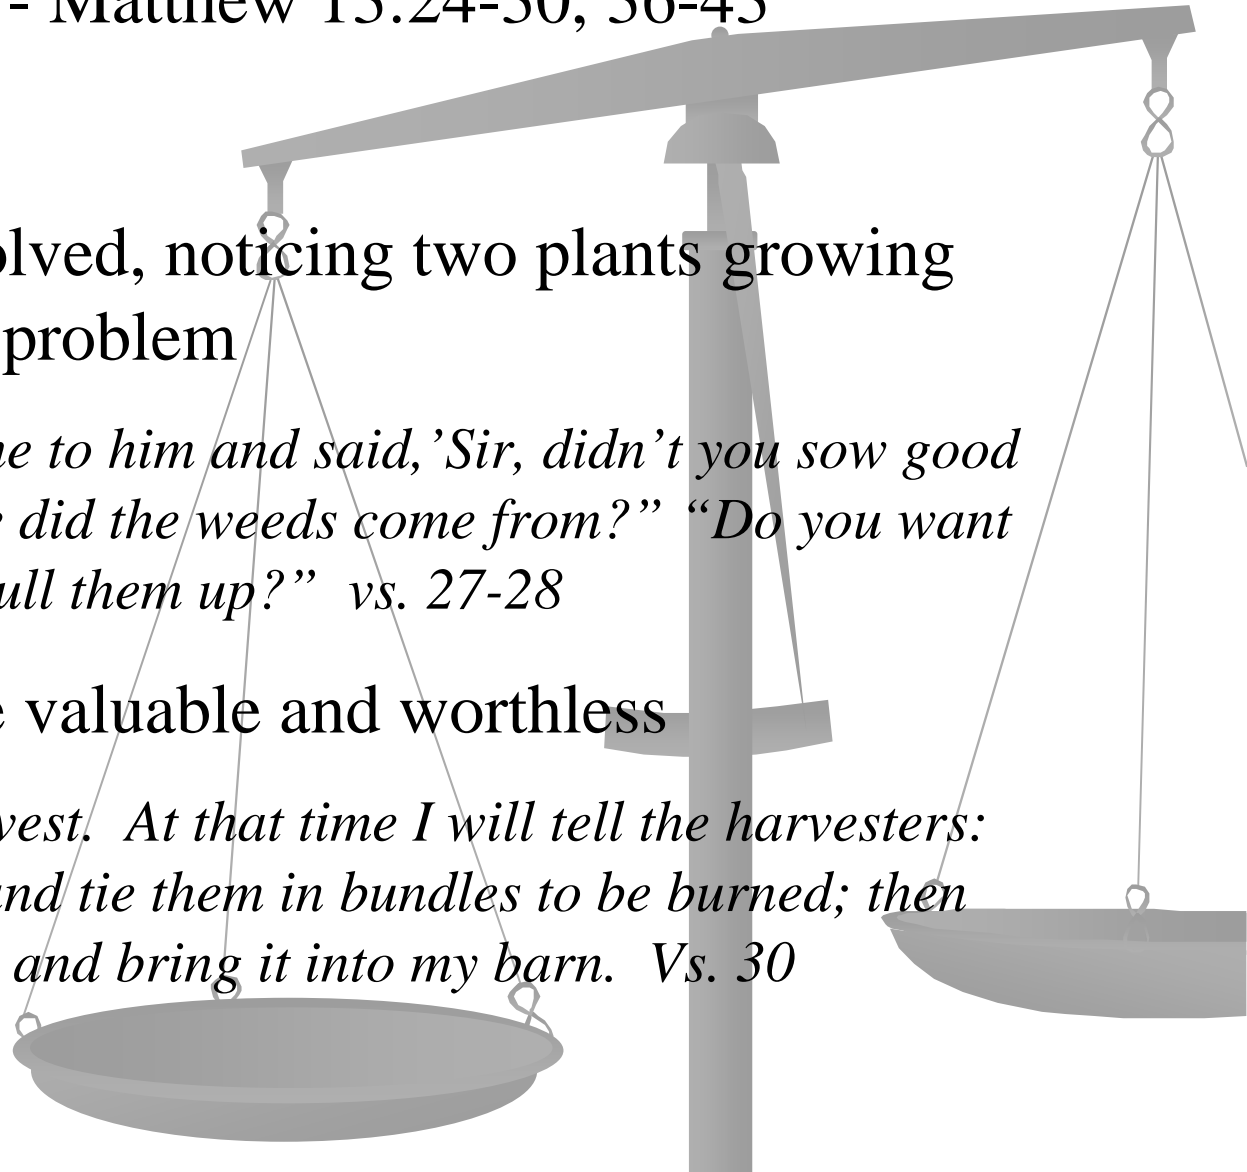 - Matthew 13:24-30, 36-43
olved, noticing two plants growing
problem
ne to him and said,’Sir, didn’t you sow good
did the weeds come from?” “Do you want
ull them up?” vs. 27-28
e valuable and worthless
vest. At that time I will tell the harvesters:
and tie them in bundles to be burned; then
and bring it into my barn. Vs. 30